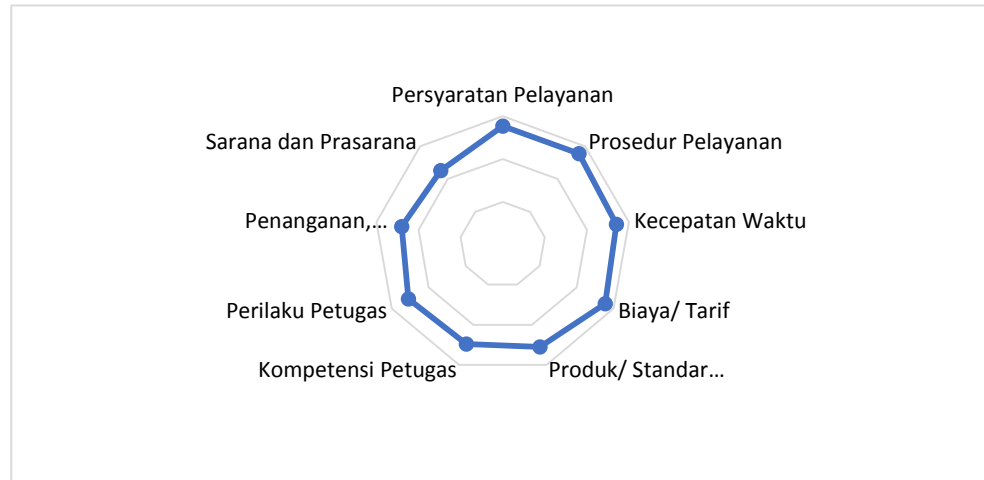 Persyaratan Pelayanan
Prosedur Pelayanan
Kecepatan Waktu
Biaya/ Tarif
Produk/ Standar...
Kompetensi Petugas
Perilaku Petugas
Penanganan,...
Sarana dan Prasarana